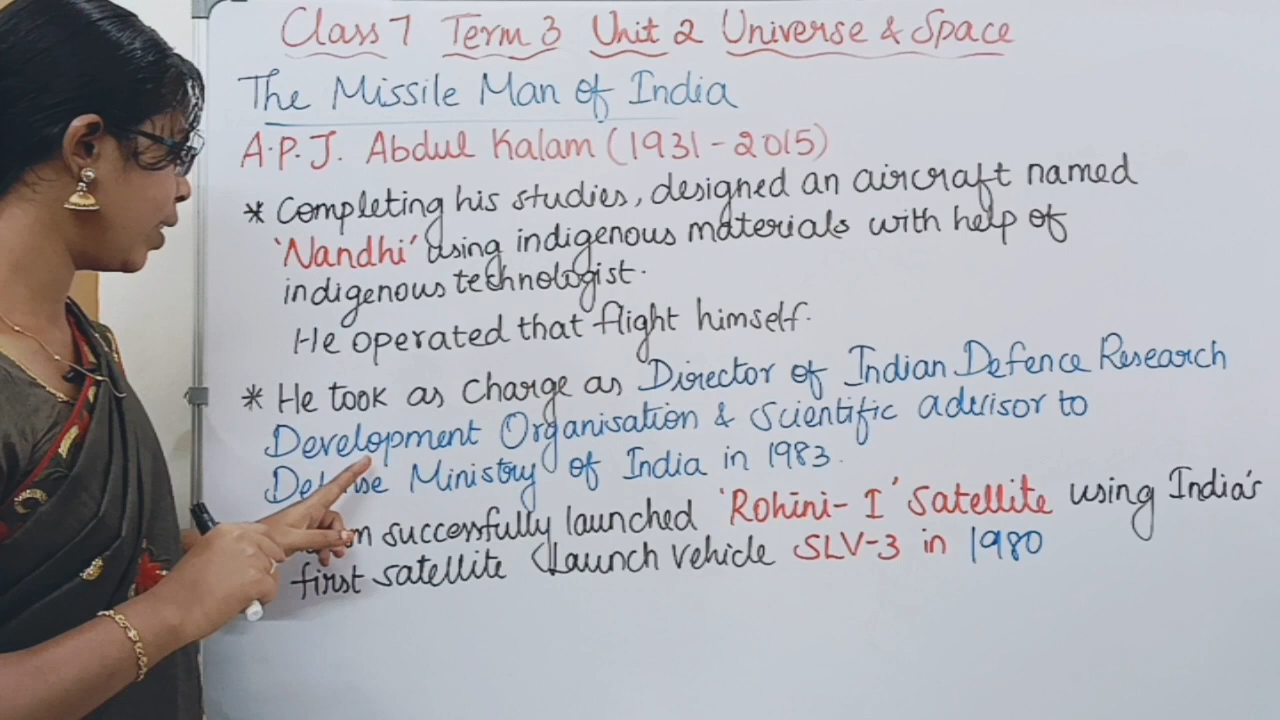 Class 7 Term 3 Unit 2 Universe & Space
The Missile Man of India
A.P.J. Abdul Kalam (1931 - 2015)
* Completing his studies, designed an aircraft named
'Nandhi' using indigenous materials with help of
indigenous technologist.
He operated that flight himself.
* He took as charge as Director of Indian Defence Research
Development Organisation & Scientific advisor to
Ministry of India in 1983.
successfully launched 'Rohini - I' Satellite using India's
first satellite launch vehicle SLV-3 in 1980